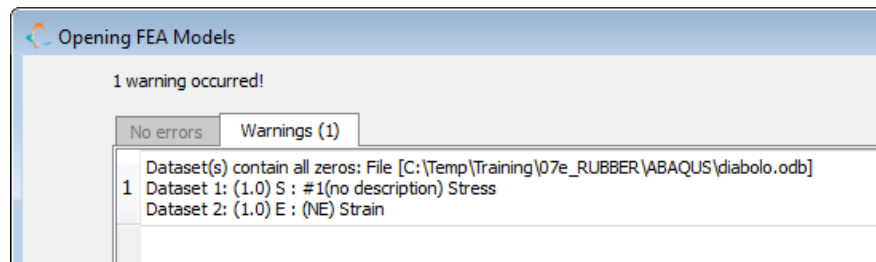 Opening FEA Models
1 warning occurred!
No errors Warnings (1)
Dataset(s) contain all zeros: File [C:\Temp\Training\07e_RUBBER\ABAQUS\diabolo.odb]
1 Dataset 1: (1.0) S : #1(no description) Stress
Dataset 2: (1.0) E : (NE) Strain